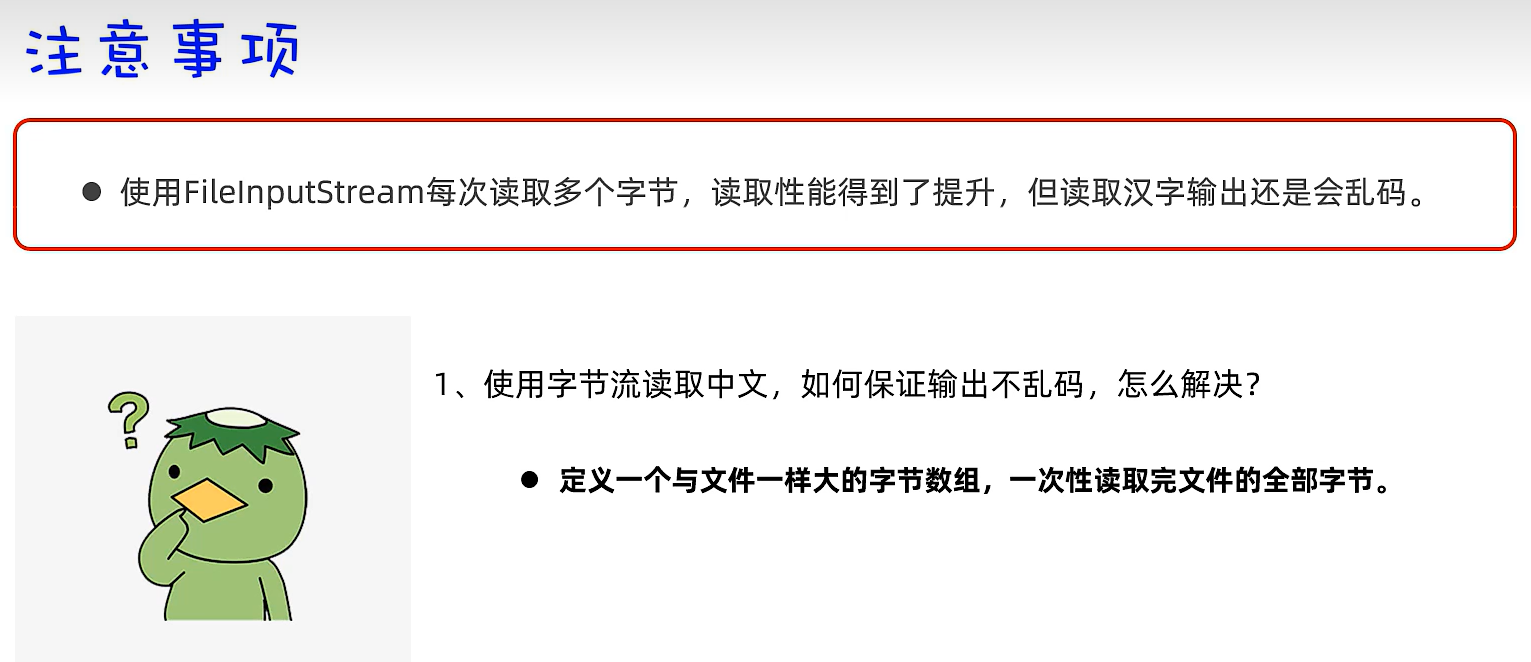 注意事项
● 使用FileInputStream每次读取多个字节，读取性能得到了提升，但读取汉字输出还是会乱码。
?
1、使用字节流读取中文，如何保证输出不乱码，怎么解决？
● 定义一个与文件一样大的字节数组，一次性读取完文件的全部字节。